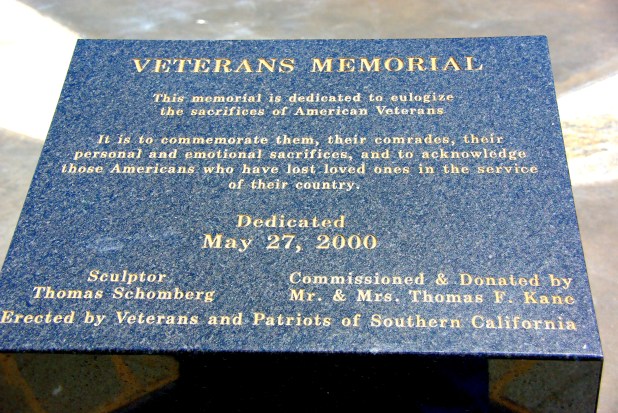 VETERANS MEMORIAL
This memorial is dedicated to eulogize
the sacrifices of American Veterans
It is to commemorate them, their comrades, their
personal and emotional sacrifices, and to acknowledge
those Americans who have lost loved ones in the service
of their country.
Dedicated
May 27, 2000
Sculptor
Thomas Schomberg
Commissioned & Donated by
Mr. & Mrs. Thomas F. Kane
Erected by Veterans and Patriots of Southern California